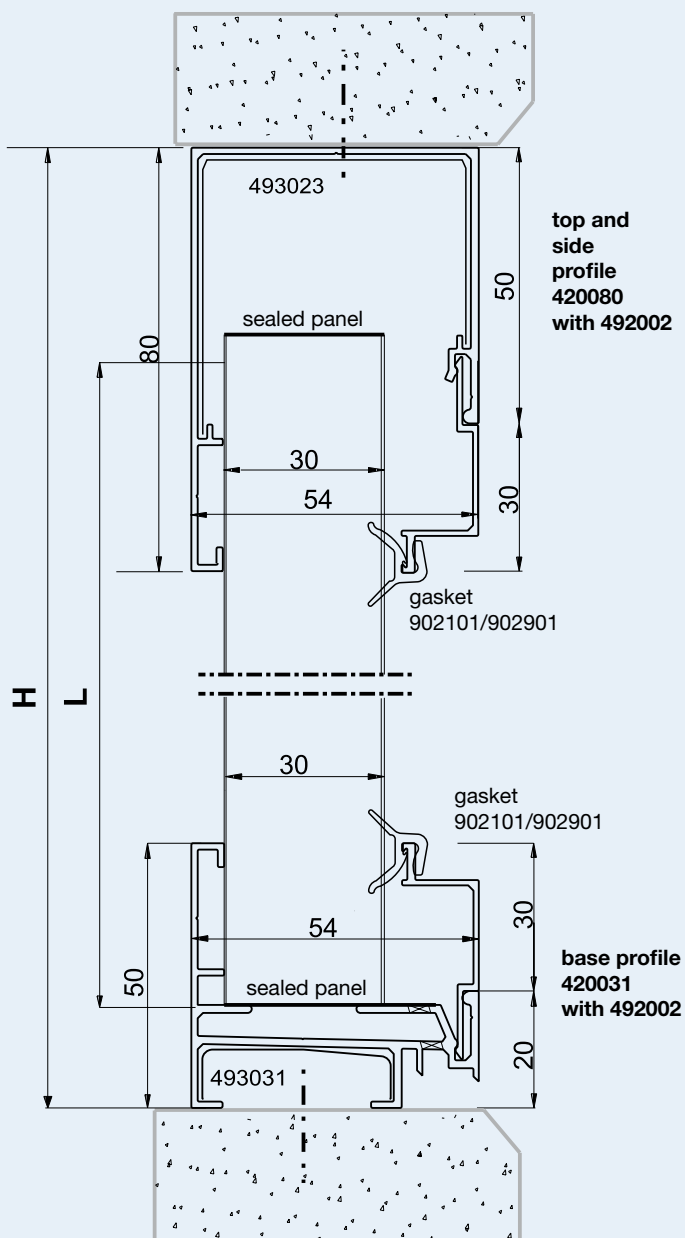 493023
top and
side
profile
420080
with 492002
50
80
sealed panel
30
54
30
gasket
902101/902901
H
L
30
gasket
902101/902901
30
54
50
sealed panel
base profile
420031
with 492002
20
493031